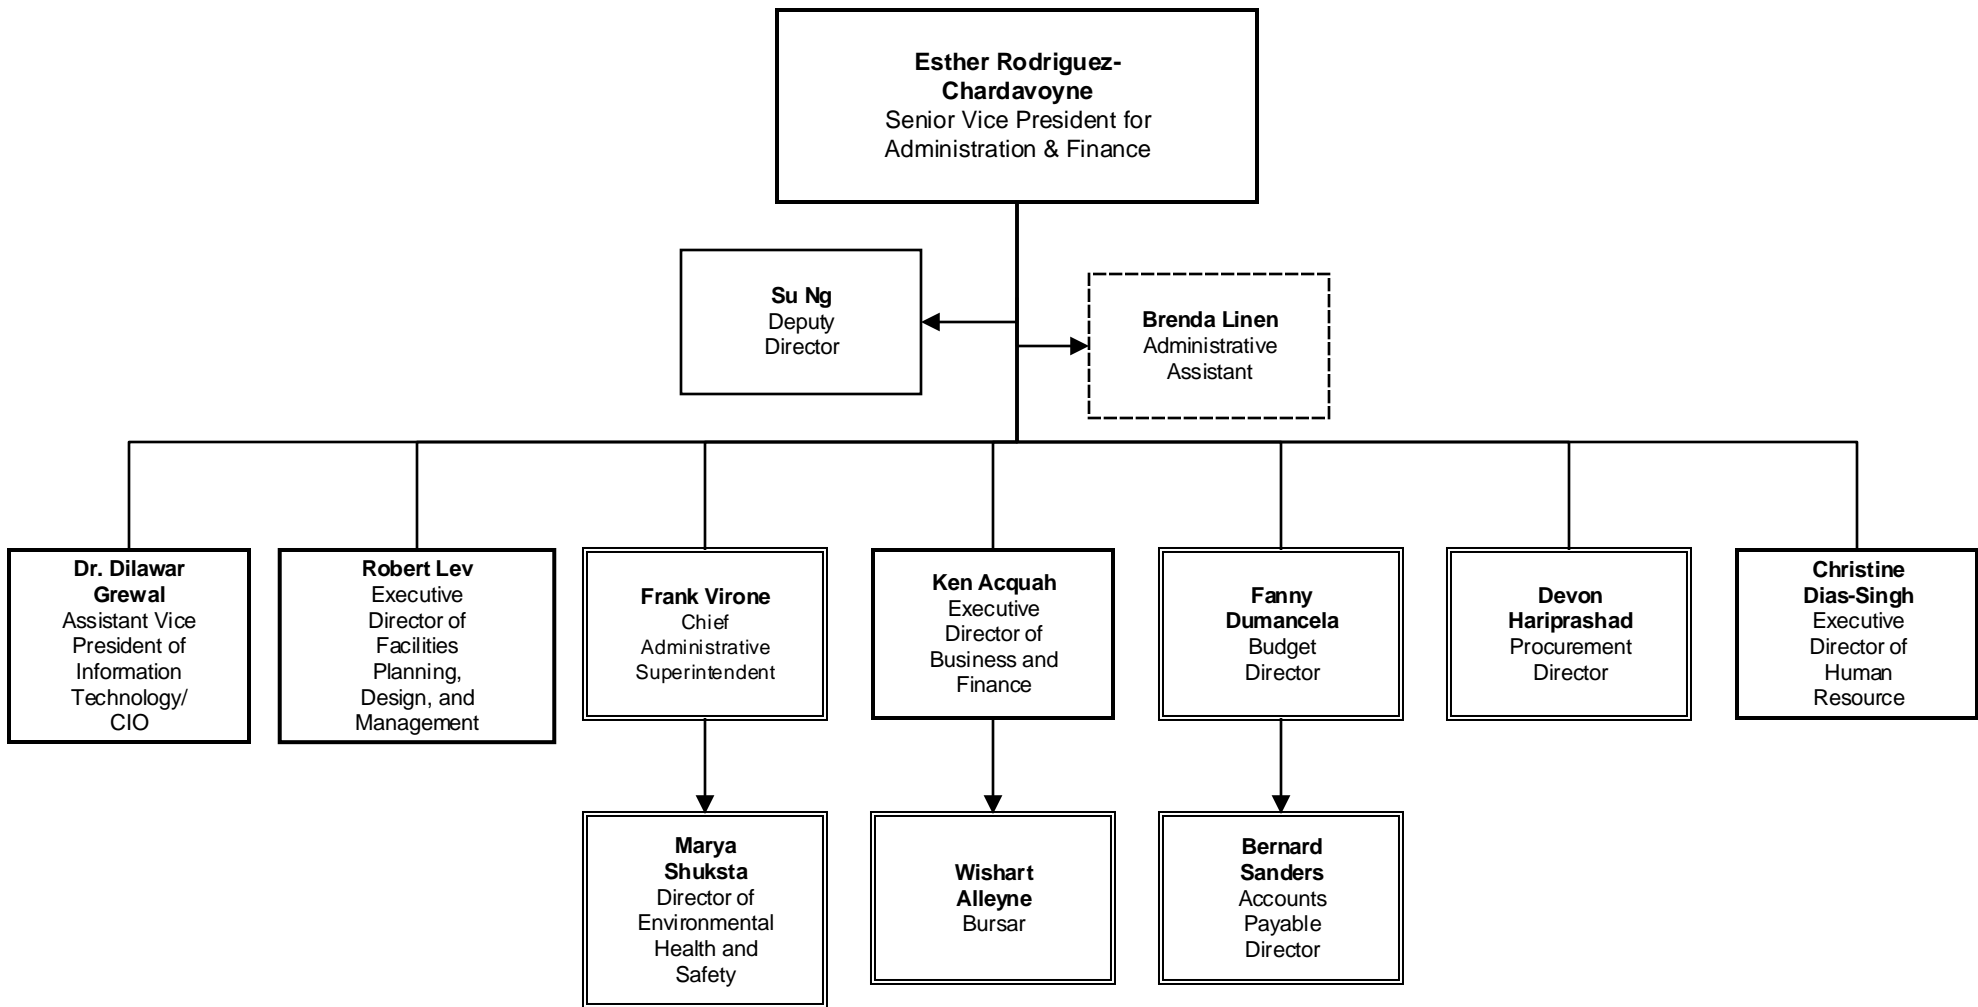 Esther Rodriguez-
Chardavoyne
Senior Vice President for
Administration & Finance
Su Ng
Deputy
Director
Brenda Linen
Administrative
Assistant
Dr. Dilawar
Grewal
Assistant Vice
President of
Information
Technology/
CIO
Robert Lev
Executive
Director of
Facilities
Planning,
Design, and
Management
Frank Virone
Chief
Administrative
Superintendent
Ken Acquah
Executive
Director of
Business and
Finance
Fanny
Dumancela
Budget
Director
Devon
Hariprashad
Procurement
Director
Christine
Dias-Singh
Executive
Director of
Human
Resource
Marya
Shuksta
Director of
Environmental
Health and
Safety
Wishart
Alleyne
Bursar
Bernard
Sanders
Accounts
Payable
Director